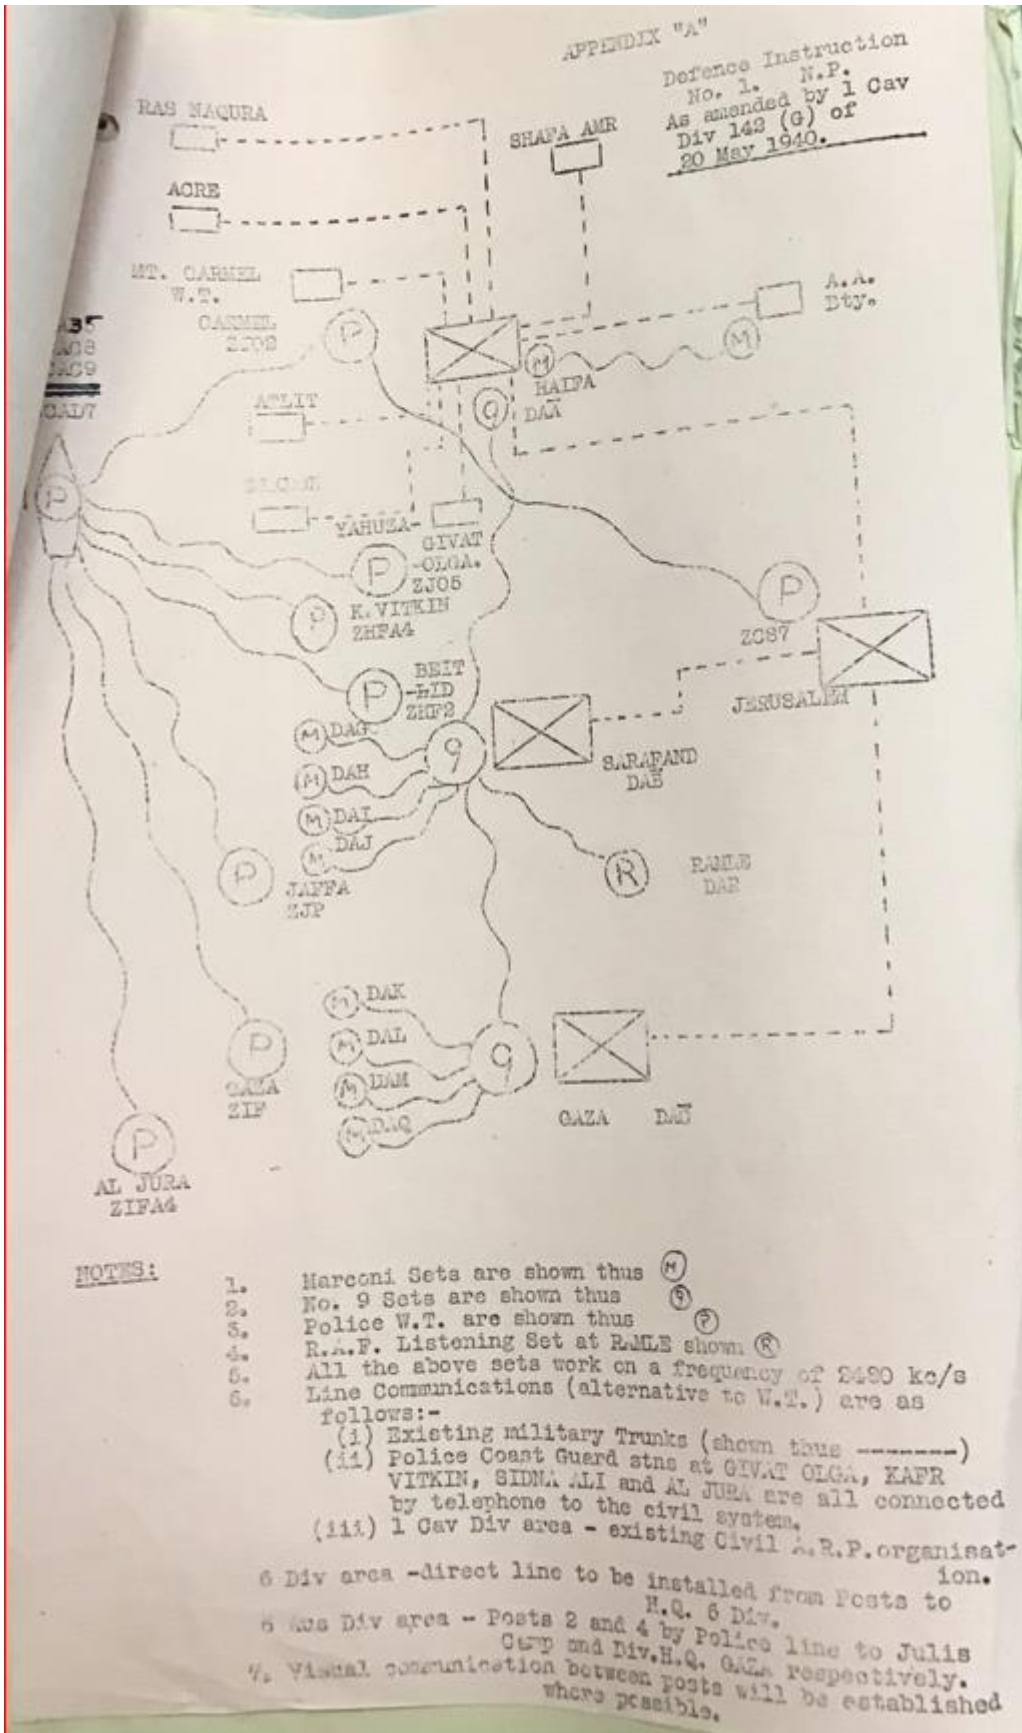 APPENDIX "A"
Defence Instruction
No. 1. N.P.
As amended by 1 Cav
Div 142 (G) of
20 May 1940.
RAS NAQURA
SHAFA AMR
ACRE
MT. CARMEL
W.T.
A.A.
Bty.
CARMEL
ZJO2
P
M
M
HAIFA
DAA̅
9
ATLIT
P
YAHUZA-
GIVAT
-OLGA.
ZJO5
P
K.VITKIN
ZHFA4
P
P
ZC87
JERUSALEM
BEIT
-LID
ZHF2
P
M DAG
M DAH
M DAI
M DAJ
9
SARAFAND
DAB̅
P
JAFFA
ZJP
R
RAMLE
DAR
M DAK
M DAL
M DAM
M DAQ
9
P
GAZA
ZIF
GAZA
P
AL JURA
ZIFA4
NOTES:
1. Marconi Sets are shown thus M
2. No. 9 Sets are shown thus 9
3. Police W.T. are shown thus P
4. R.A.F. Listening Set at RAMLE shown R
5. All the above sets work on a frequency of 2480 kc/s
6. Line Communications (alternative to W.T.) are as
follows:-
(i) Existing military Trunks (shown thus -------)
(ii) Police Coast Guard stns at GIVAT OLGA, KAFR
VITKIN, SIDNA ALI and AL JURA are all connected
by telephone to the civil system.
(iii) 1 Cav Div area - existing Civil A.R.P.organisat-
ion.
6 Div area -direct line to be installed from Posts to
H.Q. 6 Div.
6 Aus Div area - Posts 2 and 4 by Police line to Julis
Camp and Div.H.Q. GAZA respectively.
7. Visual communication between posts will be established
where possible.